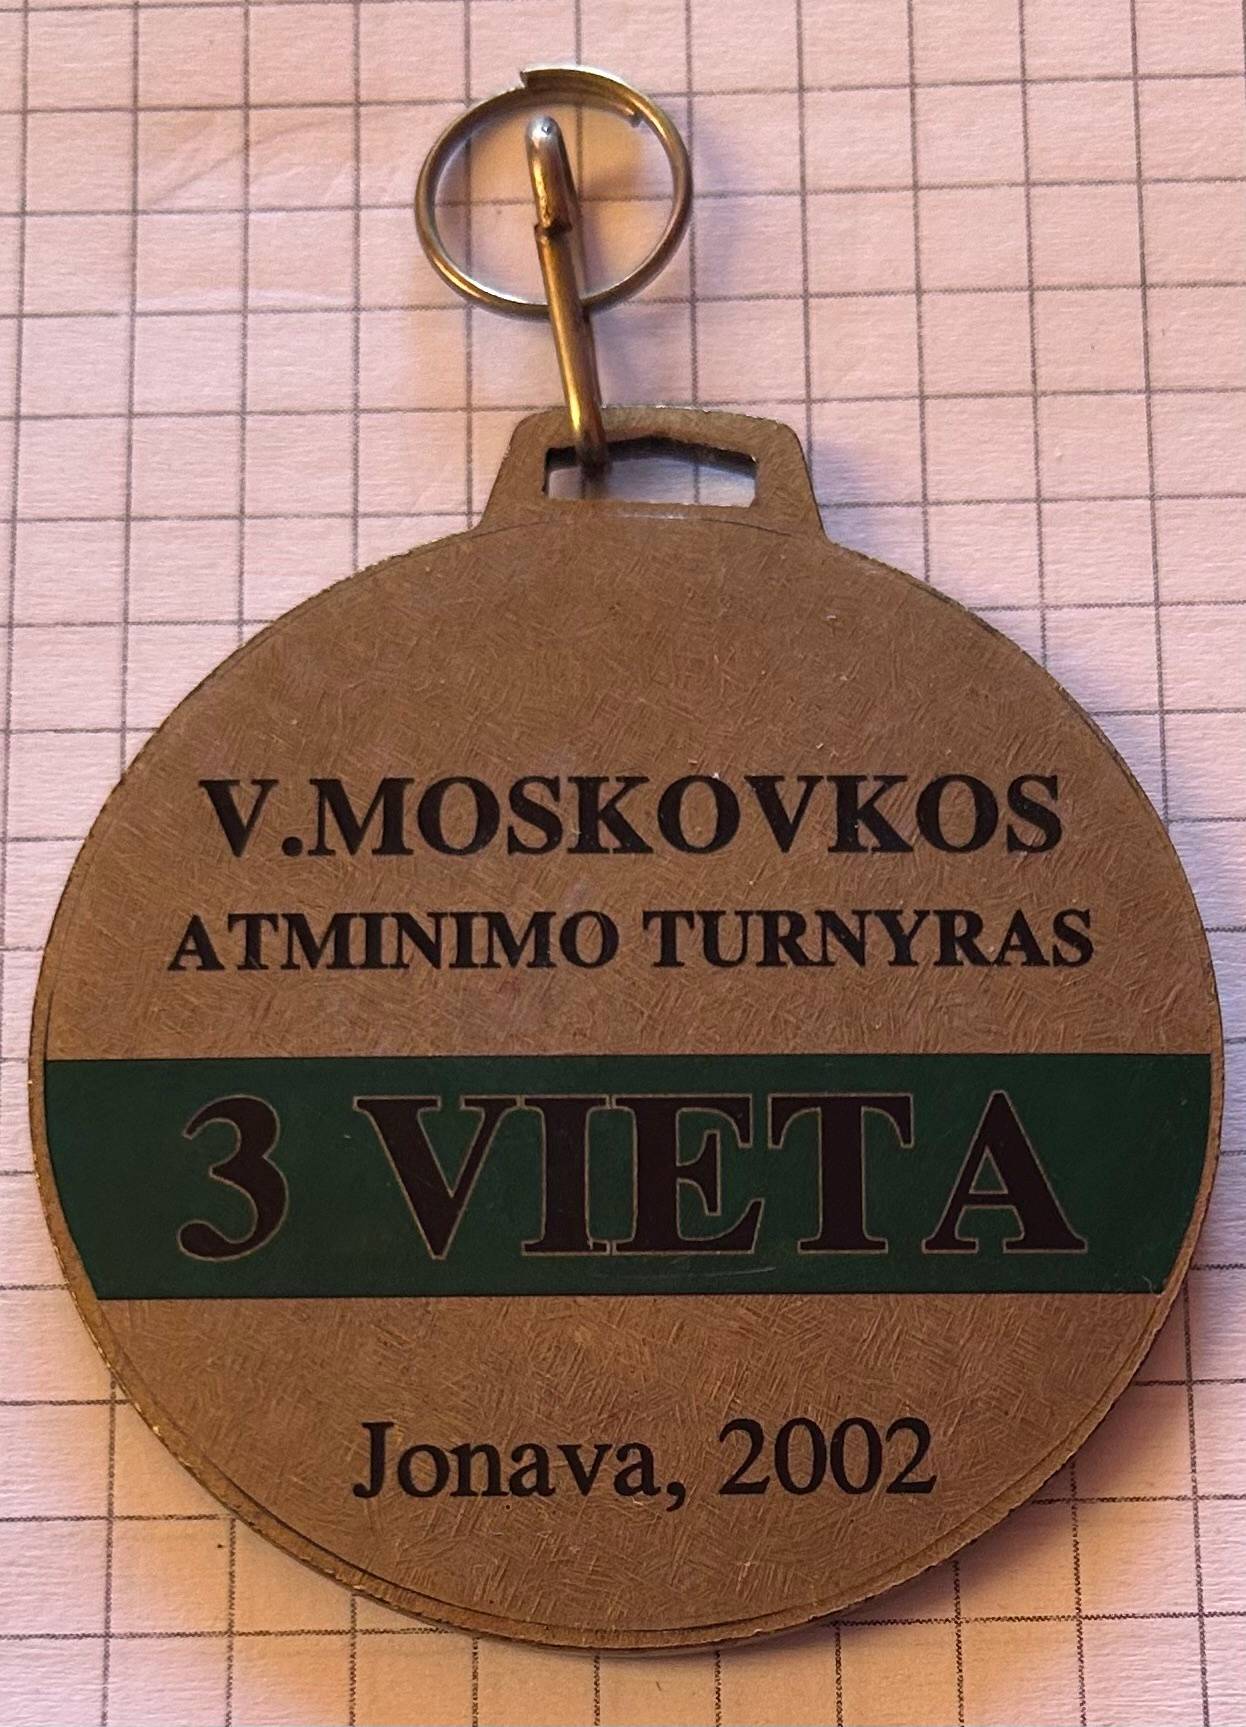 V.MOSKOVKOS
ATMINIMO TURNYRAS
3 VIETA
Jonava, 2002